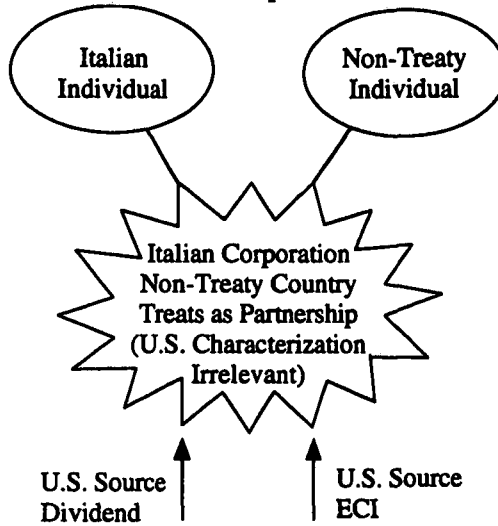 Italian
Individual
Non-Treaty
Individual
Italian Corporation
Non-Treaty Country
Treats as Partnership
(U.S. Characterization
Irrelevant)
U.S. Source
Dividend
U.S. Source
ECI